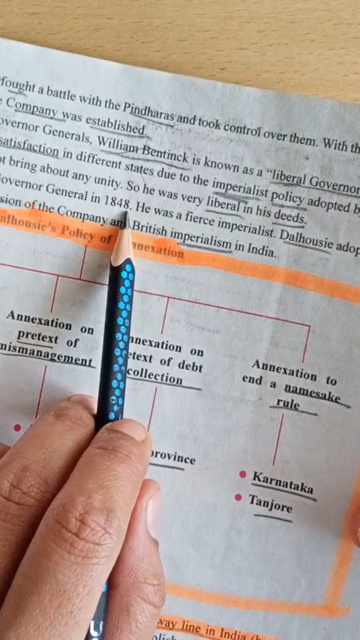 fought a battle with the Pindharas and took control over them. With th
Company was established.
overnor Generals, William Bentinck is known as a "liberal Governor
satisfaction in different states due to the imperialist policy adopted b
ot bring about any unity. So he was very liberal in his deeds.
Governor General in 1848. He was a fierce imperialist. Dalhousie adop
sion of the Company and British imperialism in India.
alhousie's Policy of Annexation
Annexation on
pretext of
mismanagement
nnexation on
etext of debt
collection
Annexation to
end a namesake
rule
province
Karnataka
Tanjore
way line in India